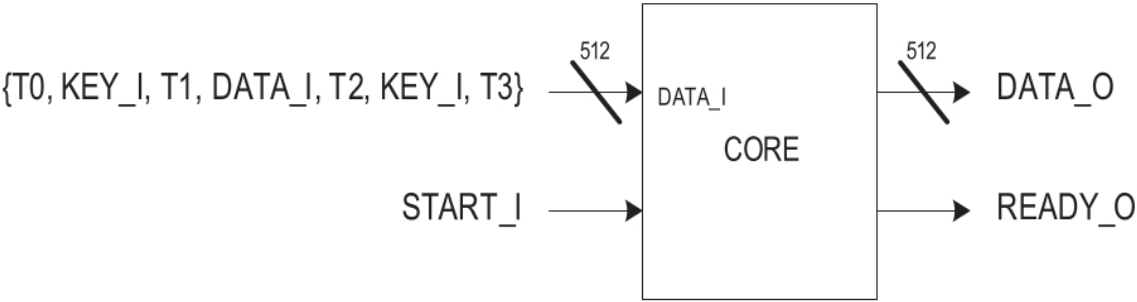 512
512
{T0, KEY_I, T1, DATA_I, T2, KEY_I, T3}
DATA_I
DATA_O
CORE
START_I
READY_O